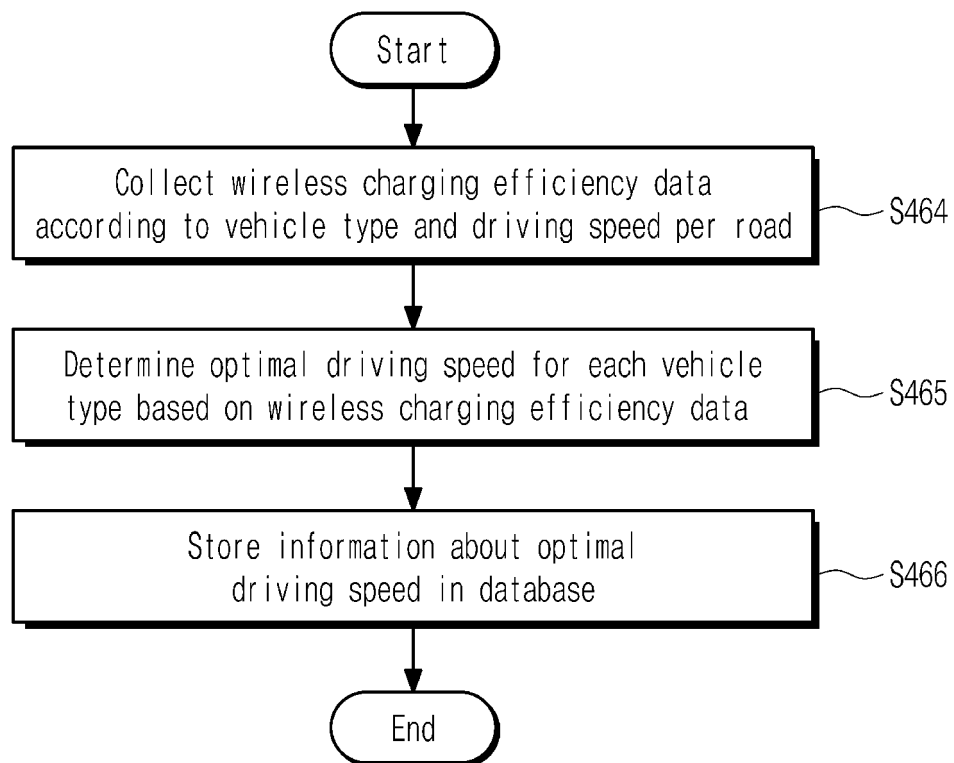 Start
Collect wireless charging efficiency data
according to vehicle type and driving speed per road
S464
Determine optimal driving speed for each vehicle
type based on wireless charging efficiency data
S465
Store information about optimal
driving speed in database
S466
End